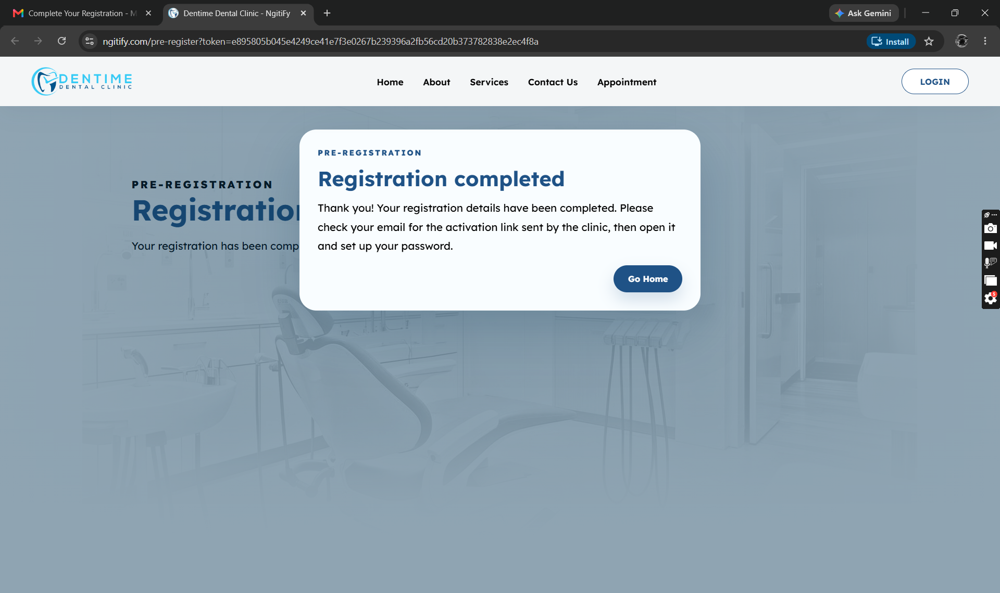 Complete Your Registration - M
Dentime Dental Clinic - NgitiFy
Ask Gemini
ngitify.com/pre-register?token=e895805b045e4249ce41e7f3e0267b239396a2fb56cd20b373782838e2ec4f8a
Install
DENTIME
DENTAL CLINIC
Home
About
Services
Contact Us
Appointment
LOGIN
PRE-REGISTRATION
Registration completed
Thank you! Your registration details have been completed. Please
check your email for the activation link sent by the clinic, then open it
and set up your password.
Go Home
PRE-REGISTRATION
Registration
Your registration has been comp
5